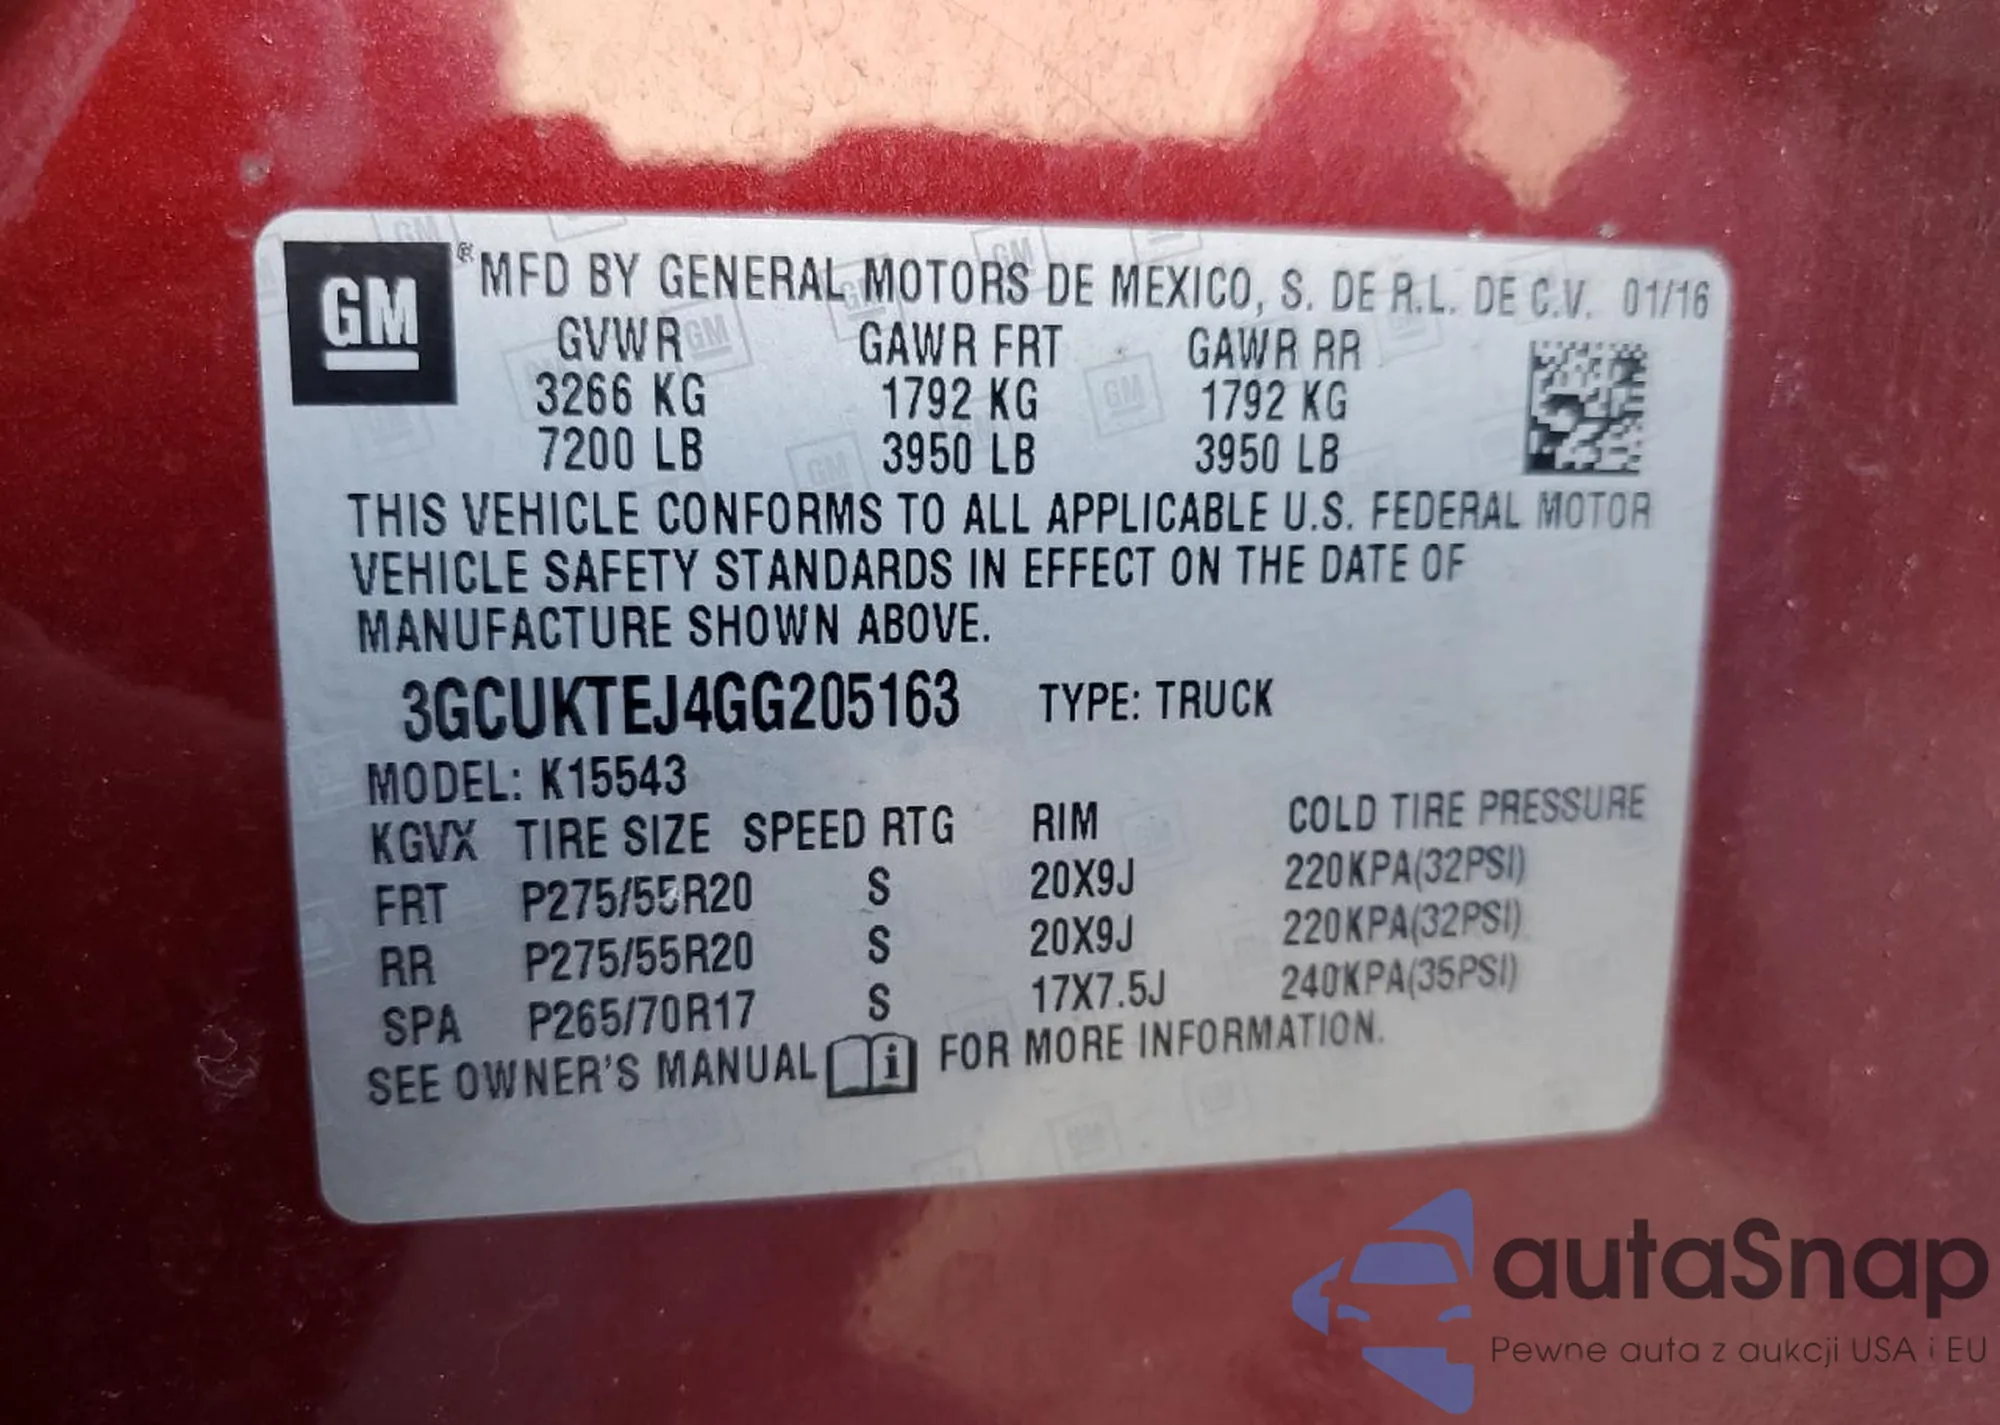 GM
® MFD BY GENERAL MOTORS DE MEXICO, S. DE R.L. DE C.V. 01/16
GVWR GAWR FRT GAWR RR
3266 KG 1792 KG 1792 KG
7200 LB 3950 LB 3950 LB
THIS VEHICLE CONFORMS TO ALL APPLICABLE U.S. FEDERAL MOTOR
VEHICLE SAFETY STANDARDS IN EFFECT ON THE DATE OF
MANUFACTURE SHOWN ABOVE.
3GCUKTEJ4GG205163 TYPE: TRUCK
MODEL: K15543
KGVX TIRE SIZE SPEED RTG RIM COLD TIRE PRESSURE
FRT P275/55R20 S 20X9J 220KPA(32PSI)
RR P275/55R20 S 20X9J 220KPA(32PSI)
SPA P265/70R17 S 17X7.5J 240KPA(35PSI)
SEE OWNER'S MANUAL i FOR MORE INFORMATION.
autaSnap
Pewne auta z aukcji USA i EU